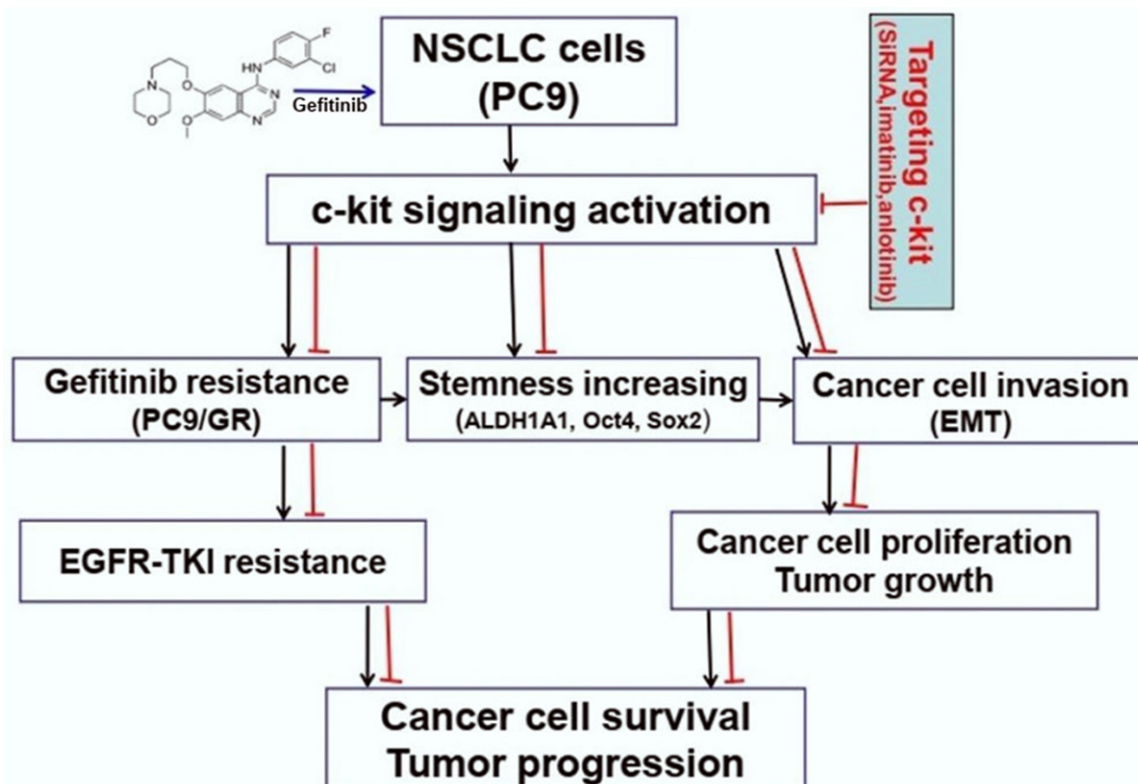 F
HN
Cl
N
O
N
O
O
N
Gefitinib
NSCLC cells
(PC9)
Targeting c-kit
(SiRNA,imatinib,anlotinib)
c-kit signaling activation
Gefitinib resistance
(PC9/GR)
Stemness increasing
(ALDH1A1, Oct4, Sox2)
Cancer cell invasion
(EMT)
EGFR-TKI resistance
Cancer cell proliferation
Tumor growth
Cancer cell survival
Tumor progression